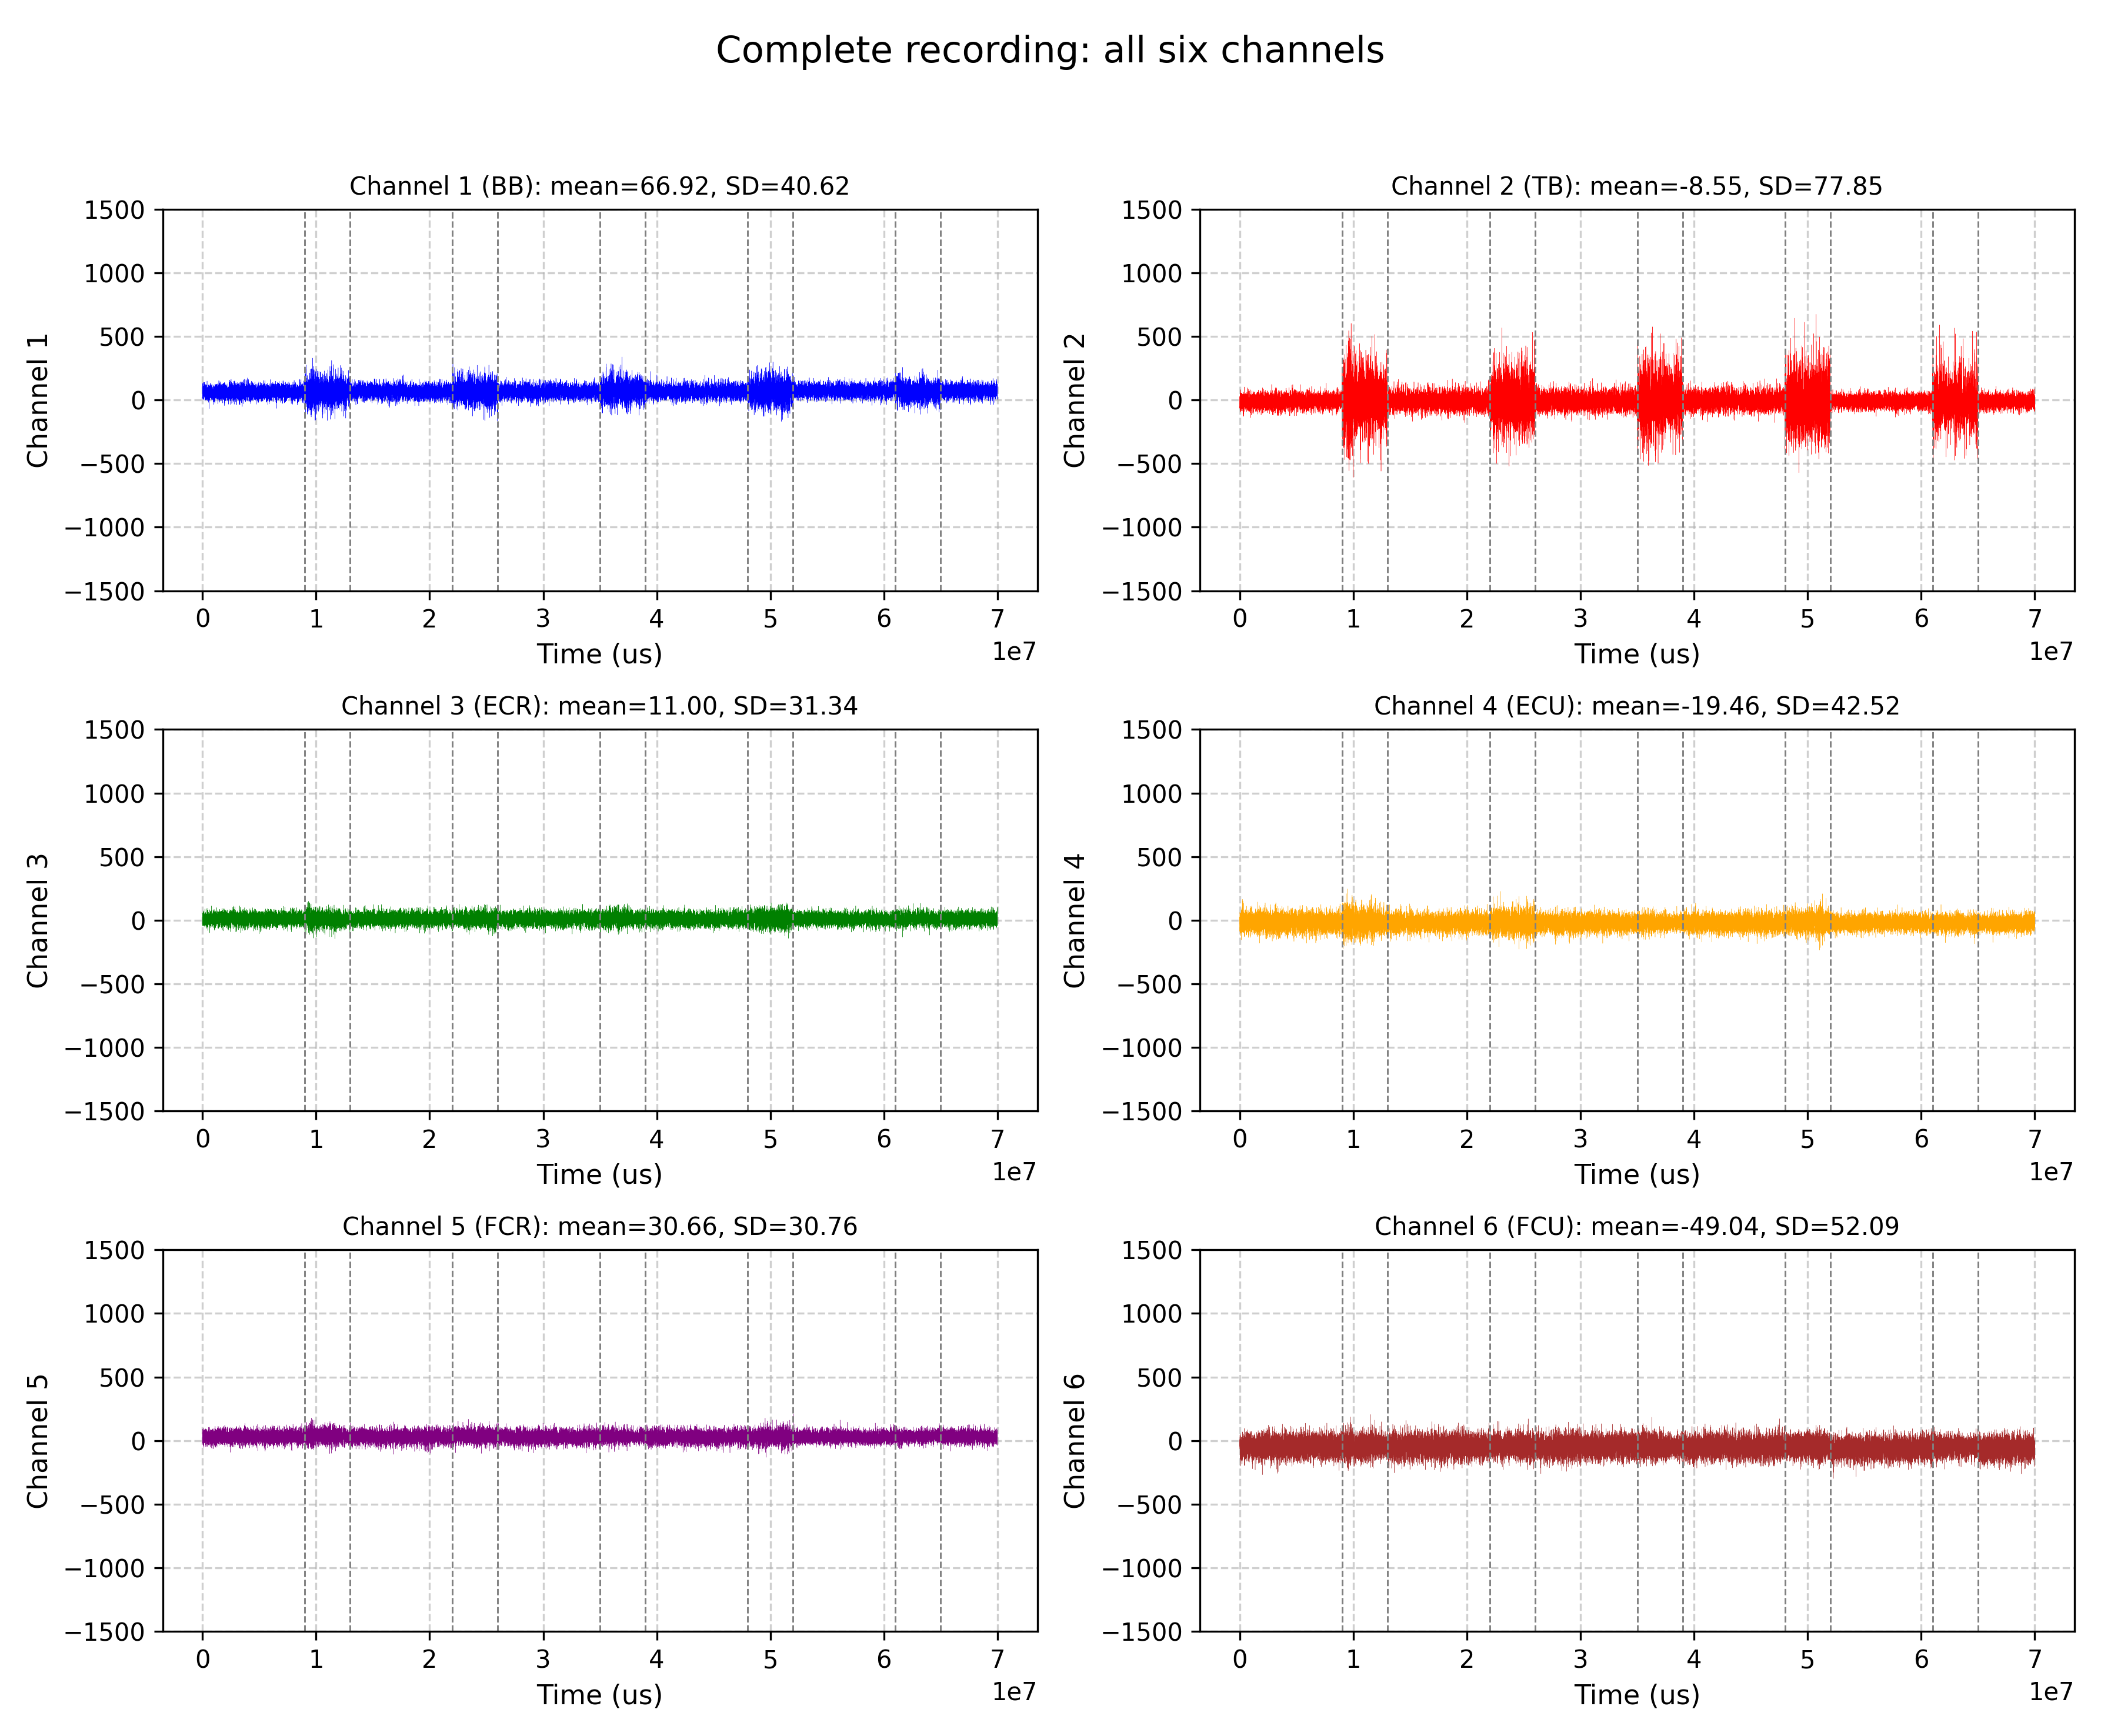 Complete recording: all six channels
Channel 1 (BB): mean=66.92, SD=40.62
1500
1000
500
0
−500
−1000
−1500
Channel 1
0 1 2 3 4 5 6 7
1e7
Time (us)
Channel 2 (TB): mean=-8.55, SD=77.85
1500
1000
500
0
−500
−1000
−1500
Channel 2
0 1 2 3 4 5 6 7
1e7
Time (us)
Channel 3 (ECR): mean=11.00, SD=31.34
1500
1000
500
0
−500
−1000
−1500
Channel 3
0 1 2 3 4 5 6 7
1e7
Time (us)
Channel 4 (ECU): mean=-19.46, SD=42.52
1500
1000
500
0
−500
−1000
−1500
Channel 4
0 1 2 3 4 5 6 7
1e7
Time (us)
Channel 5 (FCR): mean=30.66, SD=30.76
1500
1000
500
0
−500
−1000
−1500
Channel 5
0 1 2 3 4 5 6 7
1e7
Time (us)
Channel 6 (FCU): mean=-49.04, SD=52.09
1500
1000
500
0
−500
−1000
−1500
Channel 6
0 1 2 3 4 5 6 7
1e7
Time (us)